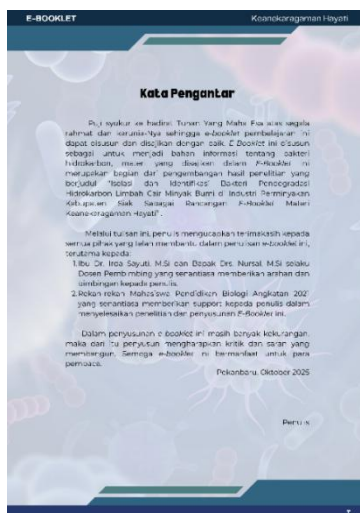 E-BOOKLET
Keanekaragaman Hayati
Kata Pengantar
Puji syukur ke hadirat Tuhan Yang Maha Esa atas segala
rahmat dan karunia-Nya sehingga e-booklet pembelajaran ini
dapat disusun dan disajikan dengan baik. E-Booklet ini disusun
sebagai untuk menjadi bahan informasi tentang bakteri
hidrokarbon, materi yang disajikan dalam E-Booklet ini
merupakan bagian dari pengembangan hasil penelitian yang
berjudul "Isolasi dan Identifikasi Bakteri Pendegradasi
Hidrokarbon Limbah Cair Minyak Bumi di Industri Perminyakan
Kabupaten Siak Sebagai Rancangan E-Booklet Materi
Keanekaragaman Hayati".
Melalui tulisan ini, penulis mengucapkan terimakasih kepada
semua pihak yang telah membantu dalam penulisan e-booklet ini,
terutama kepada:
1. Ibu Dr. Irda Sayuti, M.Si dan Bapak Drs. Nursal, M.Si selaku
Dosen Pembimbing yang senantiasa memberikan arahan dan
bimbingan kepada penulis.
2. Rekan-rekan Mahasiswa Pendidikan Biologi Angkatan 2021
yang senantiasa memberikan support kepada penulis dalam
menyelesaikan penelitian dan penyusunan E-Booklet ini.
Dalam penyusunan e-booklet ini masih banyak kekurangan,
maka dari itu penyusun mengharapkan kritik dan saran yang
membangun. Semoga e-booklet ini bermanfaat untuk para
pembaca.
Pekanbaru, Oktober 2025
Penulis